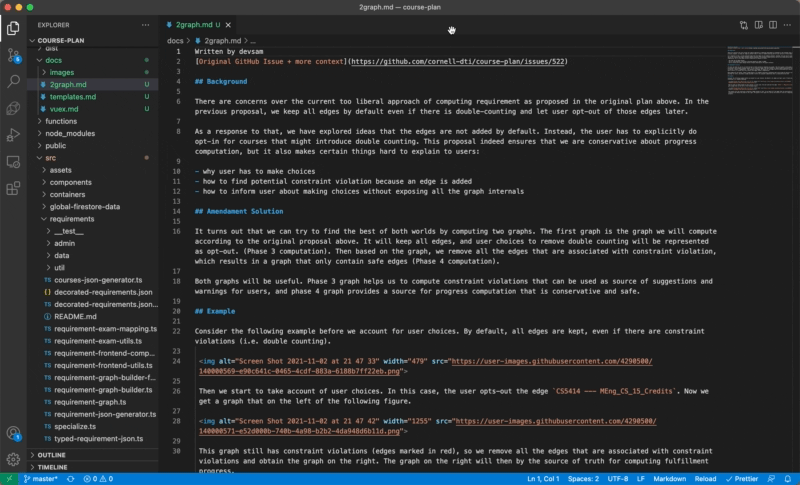 2graph.md — course-plan
EXPLORER
COURSE-PLAN
dist
docs
images
2graph.md U
templates.md U
vuex.md U
functions
node_modules
public
src
assets
components
containers
global-firestore-data
requirements
__test__
admin
data
util
courses-json-generator.ts
decorated-requirements.json
decorated-requirements.json...
README.md
requirement-exam-mapping.ts
requirement-exam-utils.ts
requirement-frontend-comp...
requirement-frontend-utils.ts
requirement-graph-builder-f...
requirement-graph-builder.ts
requirement-graph.ts
requirement-json-generator.ts
specialize.ts
typed-requirement-json.ts
OUTLINE
TIMELINE
2graph.md U
docs > 2graph.md > ...
1 Written by devsam
2 [Original GitHub Issue + more context](https://github.com/cornell-dti/course-plan/issues/522)
3
4 ## Background
5
6 There are concerns over the current too liberal approach of computing requirement as proposed in the original plan above. In the
previous proposal, we keep all edges by default even if there is double-counting and let user opt-out of those edges later.
7
8 As a response to that, we have explored ideas that the edges are not added by default. Instead, the user has to explicitly do
opt-in for courses that might introduce double counting. This proposal indeed ensures that we are conservative about progress
computation, but it also makes certain things hard to explain to users:
9
10 - why user has to make choices
11 - how to find potential constraint violation because an edge is added
12 - how to inform user about making choices without exposing all the graph internals
13
14 ## Amendament Solution
15
16 It turns out that we can try to find the best of both worlds by computing two graphs. The first graph is the graph we will compute
according to the original proposal above. It will keep all edges, and user choices to remove double counting will be represented
as opt-out. (Phase 3 computation). Then based on the graph, we remove all the edges that are associated with constraint violation,
which results in a graph that only contain safe edges (Phase 4 computation).
17
18 Both graphs will be useful. Phase 3 graph helps us to compute constraint violations that can be used as source of suggestions and
warnings for users, and phase 4 graph provides a source for progress computation that is conservative and safe.
19
20 ## Example
21
22 Consider the following example before we account for user choices. By default, all edges are kept, even if there are constraint
violations (i.e. double counting).
23
24 <img alt="Screen Shot 2021-11-02 at 21 47 33" width="479" src="https://user-images.githubusercontent.com/4290500/
140000569-e90c641c-0465-4cdf-883a-6188b7ff22eb.png">
25
26 Then we start to take account of user choices. In this case, the user opts-out the edge `CS5414 --- MEng_CS_15_Credits`. Now we
get a graph that on the left of the following figure.
27
28 <img alt="Screen Shot 2021-11-02 at 21 47 42" width="1255" src="https://user-images.githubusercontent.com/4290500/
140000571-e52d000b-740b-4a98-b2b2-4da948d6b11d.png">
29
30 This graph still has constraint violations (edges marked in red), so we remove all the edges that are associated with constraint
violations and obtain the graph on the right. The graph on the right will then by the source of truth for computing fulfillment
progress.
master* 0 0
Ln 1, Col 1 Spaces: 2 UTF-8 LF Markdown Reload Prettier